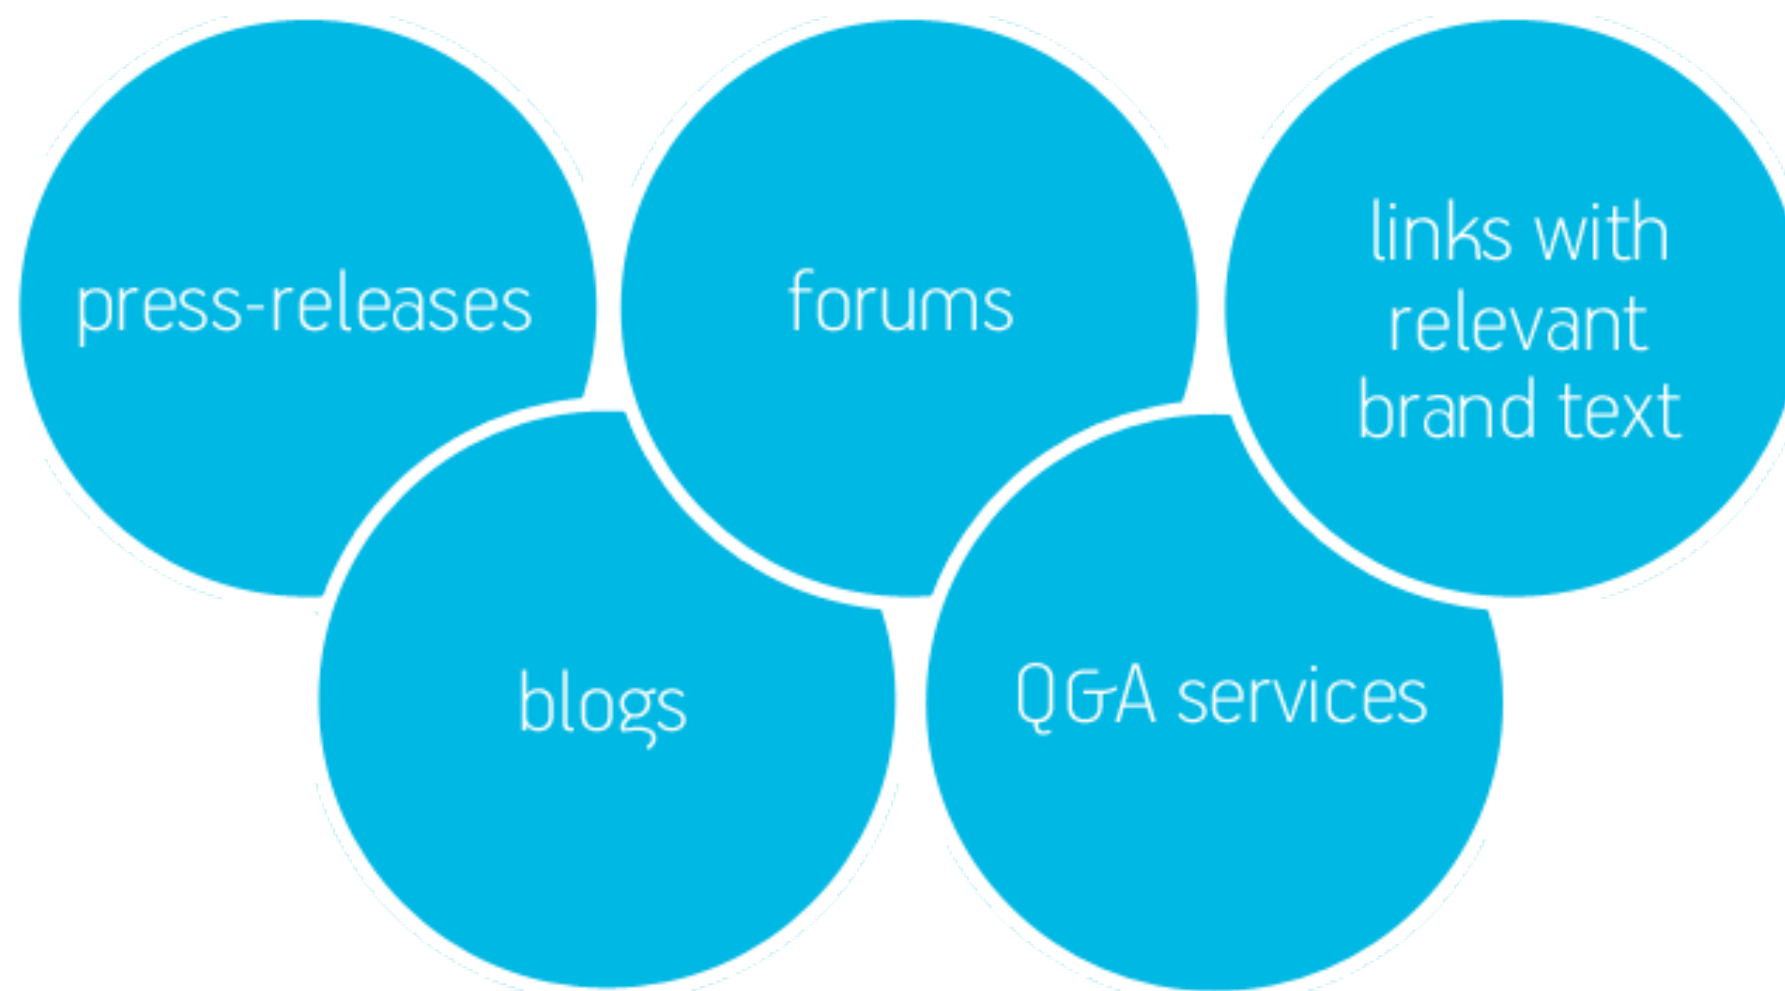 press-releases
forums
links with
relevant
brand text
blogs
Q&A services